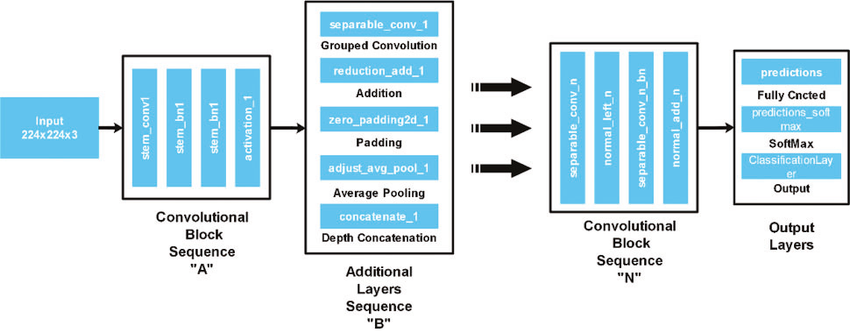 Input
224x224x3
stem_conv1
stem_bn1
stem_bn1
activation_1
Convolutional
Block
Sequence
"A"
separable_conv_1
Grouped Convolution
reduction_add_1
Addition
zero_padding2d_1
Padding
adjust_avg_pool_1
Average Pooling
concatenate_1
Depth Concatenation
Additional
Layers
Sequence
"B"
separable_conv_n
normal_left_n
separable_conv_n_bn
normal_add_n
Convolutional
Block
Sequence
"N"
predictions
Fully Cncted
predictions_soft
max
SoftMax
ClassificationLaye
r
Output
Output
Layers